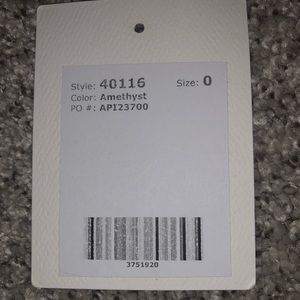 Style: 40116 Size: 0
Color: Amethyst
PO #: API23700
3751920